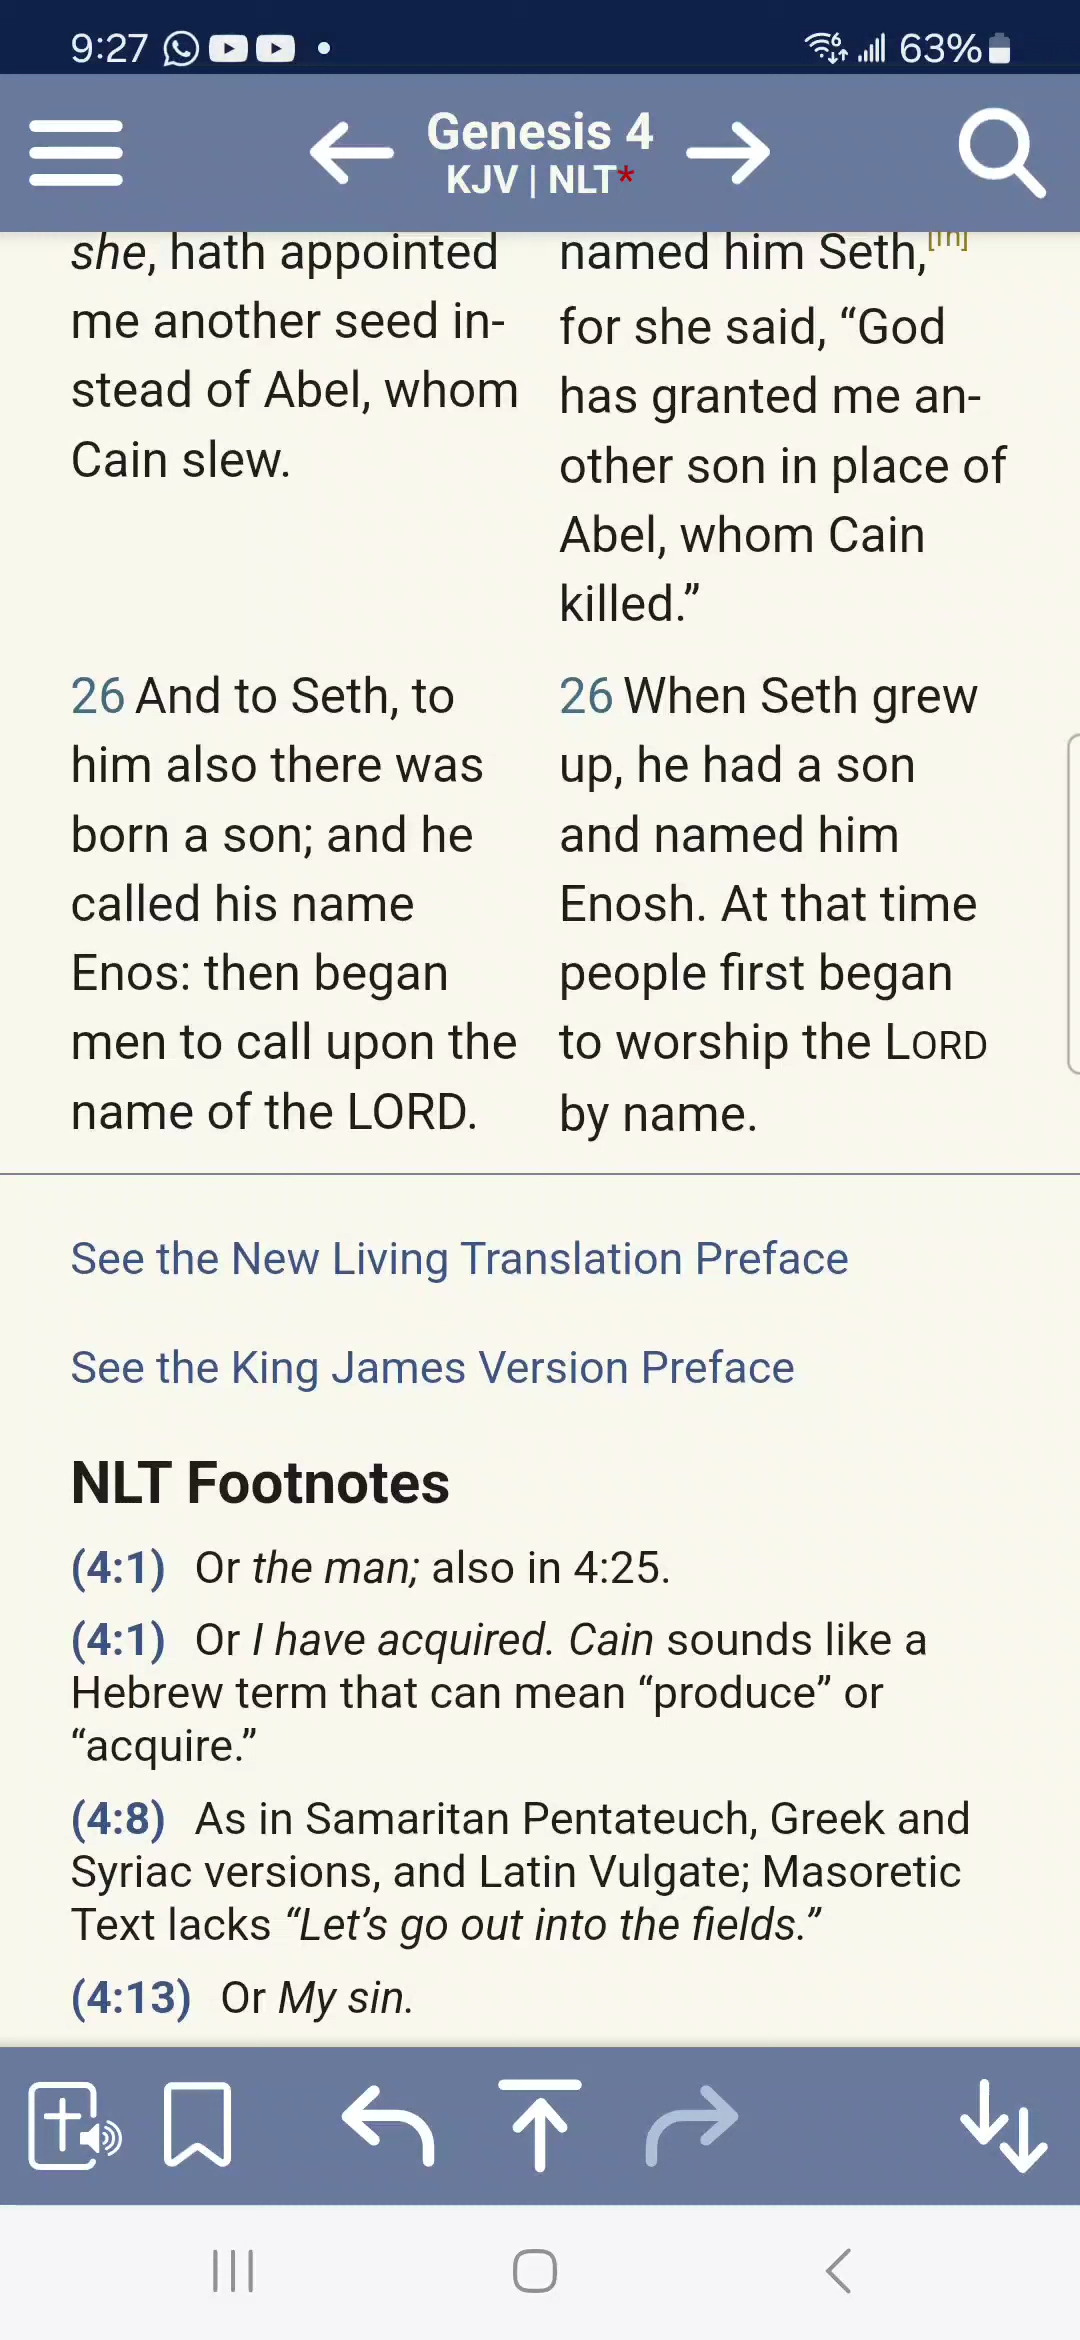 9:27
63%
Genesis 4
KJV | NLT*
she, hath appointed
me another seed in-
stead of Abel, whom
Cain slew.
named him Seth,[fn]
for she said, “God
has granted me an-
other son in place of
Abel, whom Cain
killed.”
26 And to Seth, to
him also there was
born a son; and he
called his name
Enos: then began
men to call upon the
name of the LORD.
26 When Seth grew
up, he had a son
and named him
Enosh. At that time
people first began
to worship the LORD
by name.
See the New Living Translation Preface
See the King James Version Preface
NLT Footnotes
(4:1) Or the man; also in 4:25.
(4:1) Or I have acquired. Cain sounds like a
Hebrew term that can mean “produce” or
“acquire.”
(4:8) As in Samaritan Pentateuch, Greek and
Syriac versions, and Latin Vulgate; Masoretic
Text lacks “Let’s go out into the fields.”
(4:13) Or My sin.